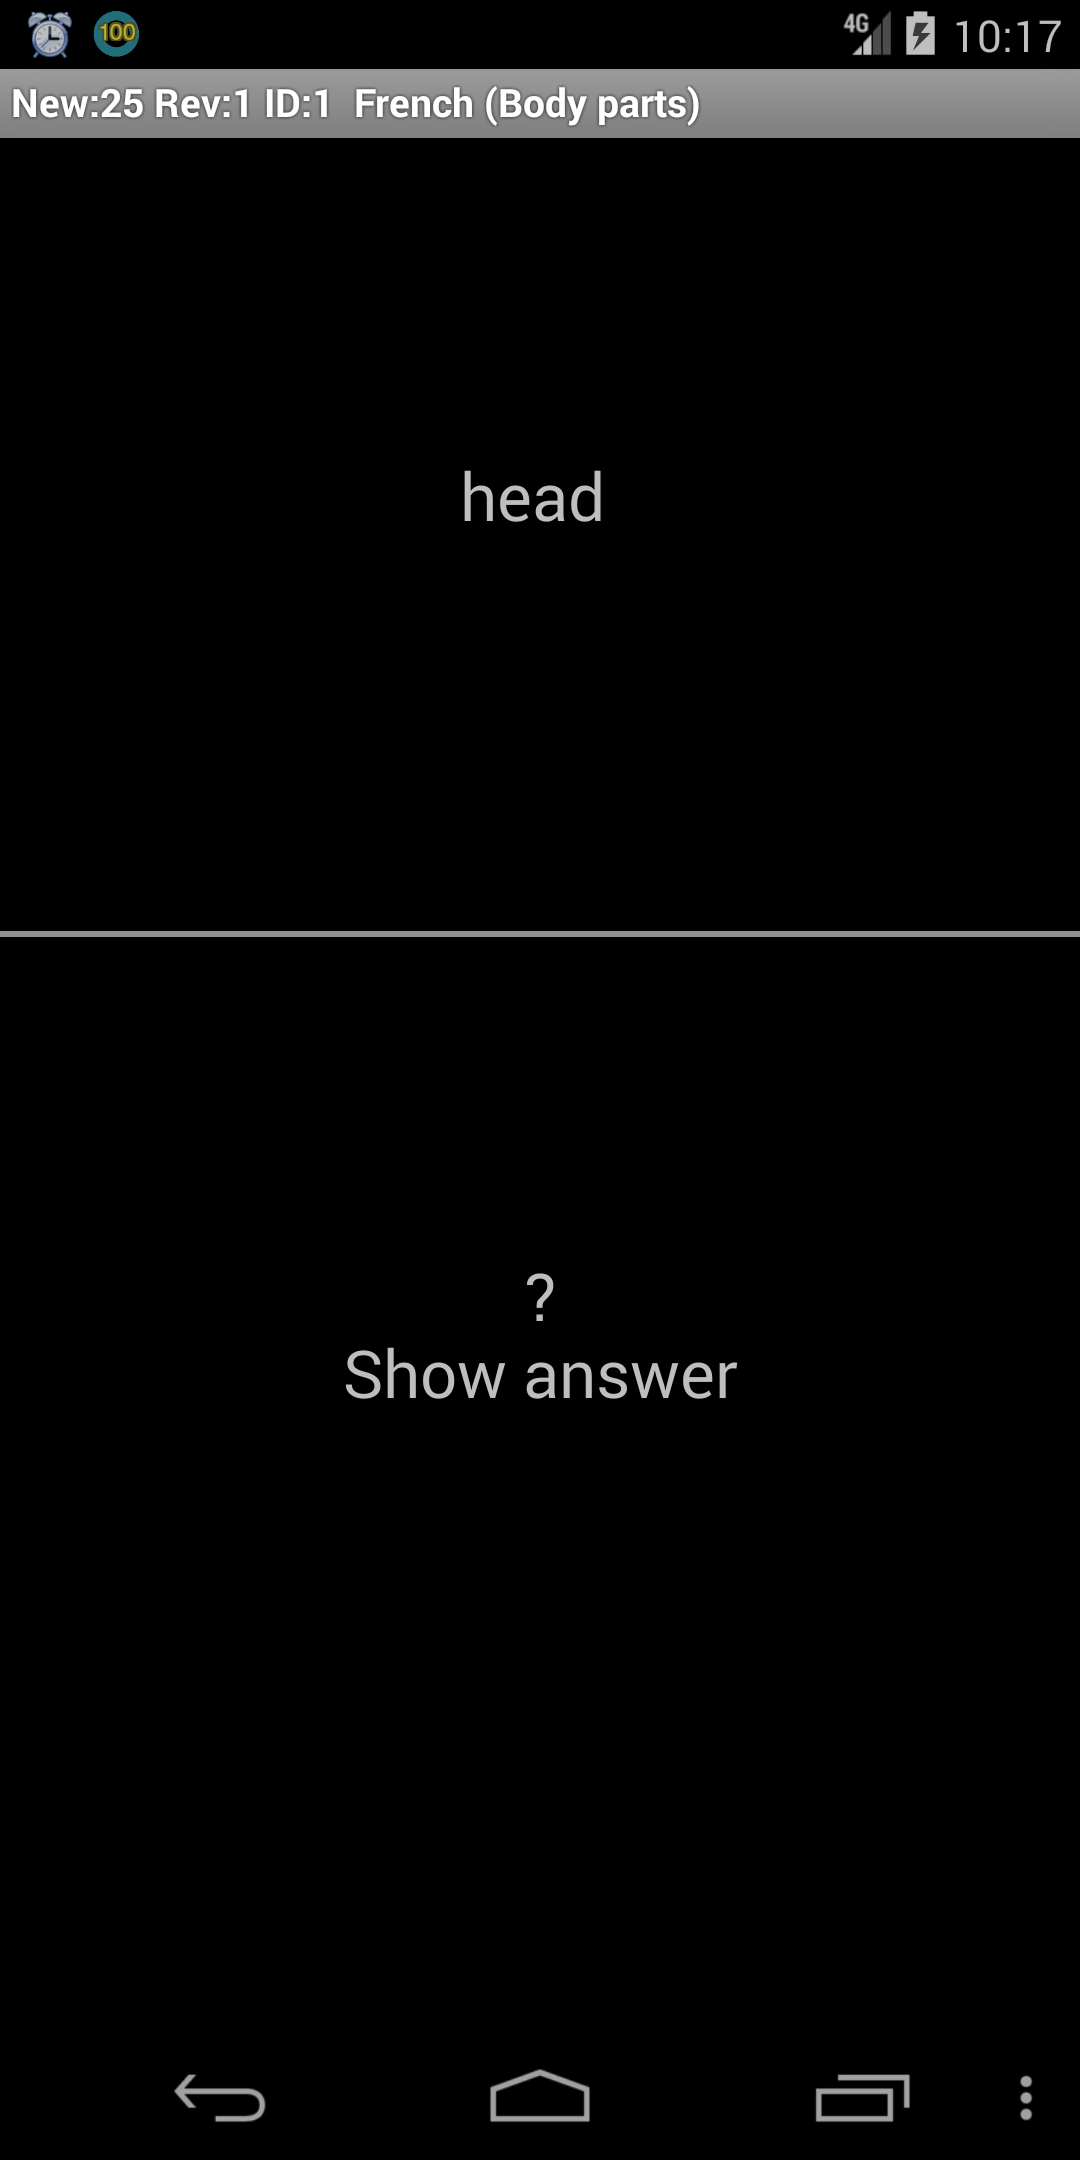 100
4G
10:17
New:25 Rev:1 ID:1 French (Body parts)
head
?
Show answer